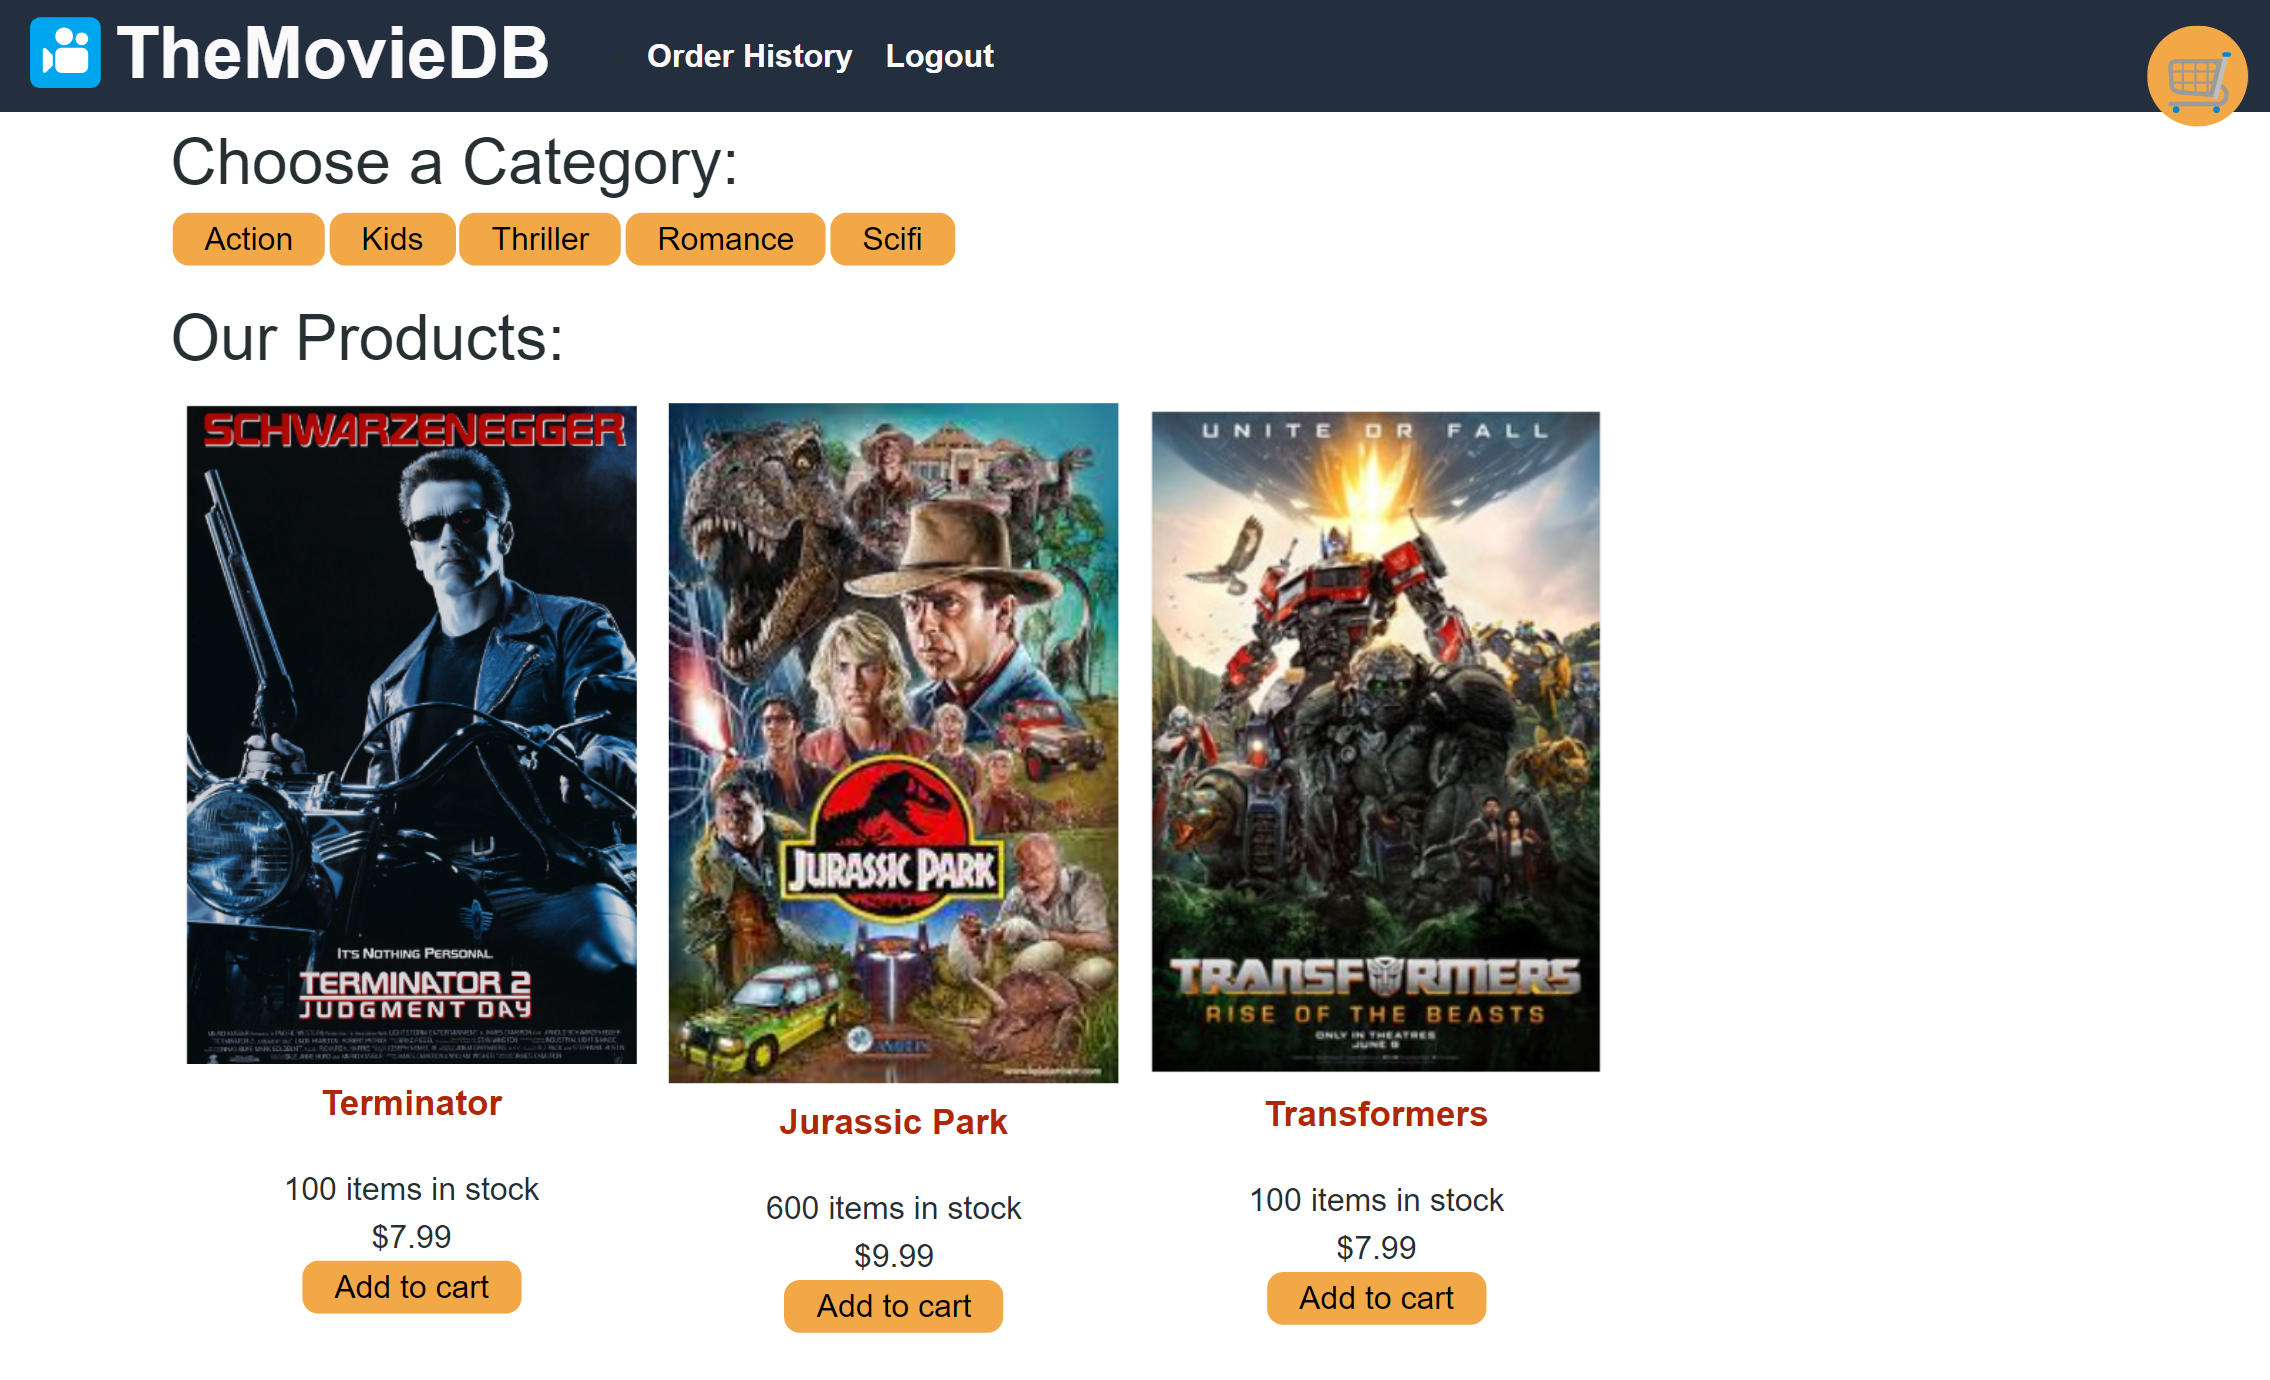 TheMovieDB
Order History Logout
Choose a Category:
Action Kids Thriller Romance Scifi
Our Products:
SCHWARZENEGGER
IT'S NOTHING PERSONAL.
TERMINATOR 2
JUDGMENT DAY
Terminator
100 items in stock
$7.99
Add to cart
JURASSIC PARK
Jurassic Park
600 items in stock
$9.99
Add to cart
UNITE OR FALL
TRANSFORMERS
RISE OF THE BEASTS
ONLY IN THEATRES
JUNE 9
Transformers
100 items in stock
$7.99
Add to cart